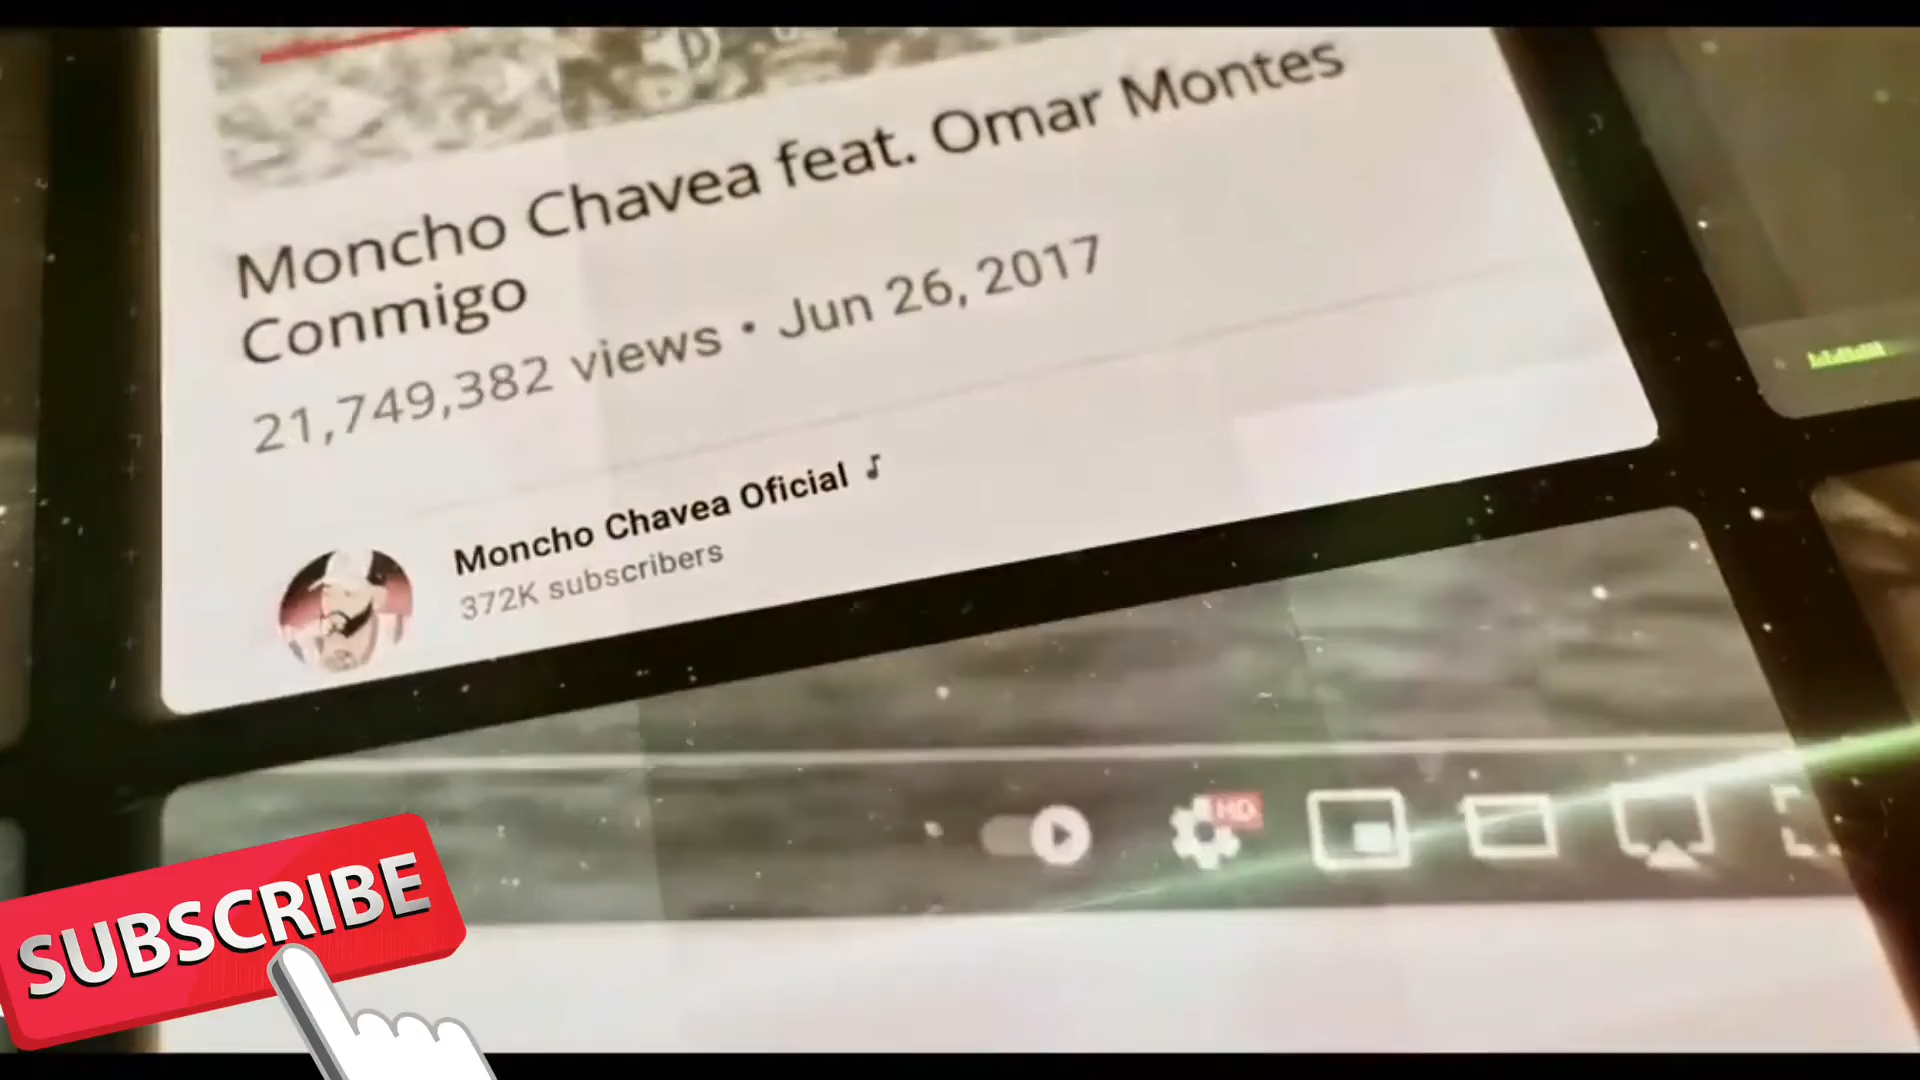 Moncho Chavea feat. Omar Montes
Conmigo
21,749,382 views • Jun 26, 2017
Moncho Chavea Oficial ♪
372K subscribers
HD
SUBSCRIBE